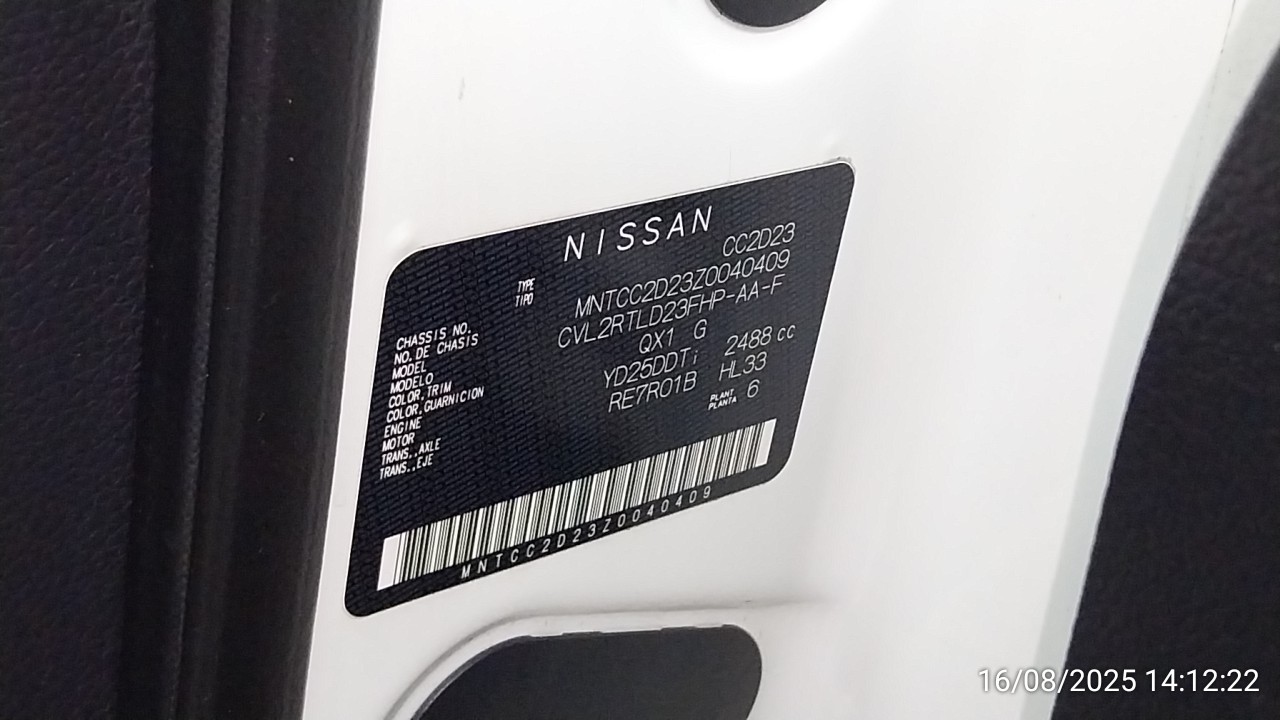 NISSAN
TYPE
TIPO
CC2D23
CHASSIS NO.
NO. DE CHASIS
MNTCC2D23Z0040409
MODEL
MODELO
CVL2RTLD23FHP-AA-F
COLOR, TRIM
COLOR, GUARNICION
QX1 G
ENGINE
MOTOR
YD25DDTi 2488 cc
TRANS., AXLE
TRANS., EJE
RE7R01B HL33
PLANT
PLANTA
6
MNTCC2D23Z0040409
16/08/2025 14:12:22